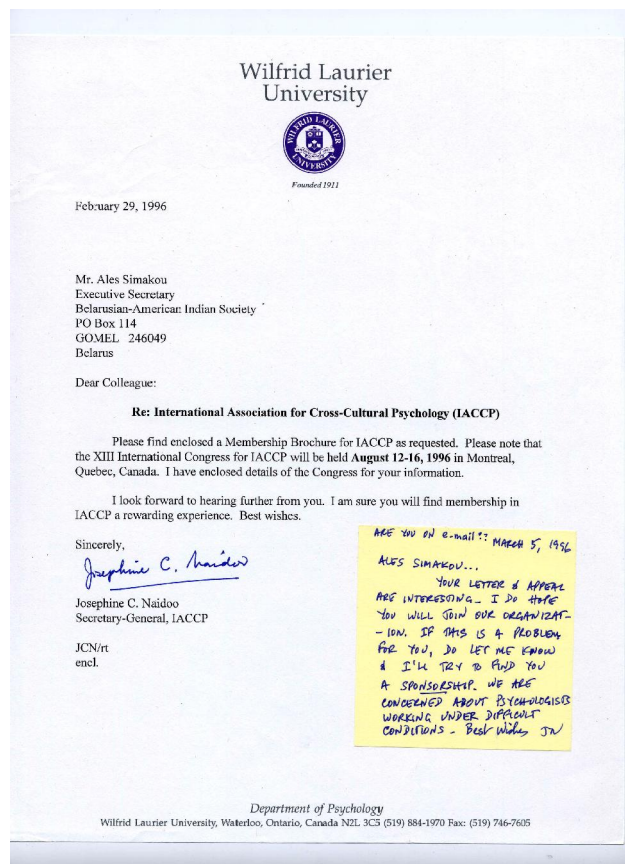 Wilfrid Laurier
University
WILFRID LAURIER
UNIVERSITY
Founded 1911
February 29, 1996
Mr. Ales Simakou
Executive Secretary
Belarusian-American Indian Society
PO Box 114
GOMEL 246049
Belarus
Dear Colleague:
Re: International Association for Cross-Cultural Psychology (IACCP)
Please find enclosed a Membership Brochure for IACCP as requested. Please note that
the XIII International Congress for IACCP will be held August 12-16, 1996 in Montreal,
Quebec, Canada. I have enclosed details of the Congress for your information.
I look forward to hearing further from you. I am sure you will find membership in
IACCP a rewarding experience. Best wishes.
Sincerely,
Josephine C. Naidoo
Josephine C. Naidoo
Secretary-General, IACCP
JCN/rt
encl.
ARE YOU ON e-mail?? MARCH 5, 1996
ALES SIMAKOU...
YOUR LETTER & APPEAL
ARE INTERESTING_ I DO HOPE
YOU WILL JOIN OUR ORGANIZAT-
-ION. IF THIS IS A PROBLEM
FOR YOU, DO LET ME KNOW
& I'LL TRY TO FIND YOU
A SPONSORSHIP. WE ARE
CONCERNED ABOUT PSYCHOLOGISTS
WORKING UNDER DIFFICULT
CONDITIONS - Best Wishes JN
Department of Psychology
Wilfrid Laurier University, Waterloo, Ontario, Canada N2L 3C5 (519) 884-1970 Fax: (519) 746-7605